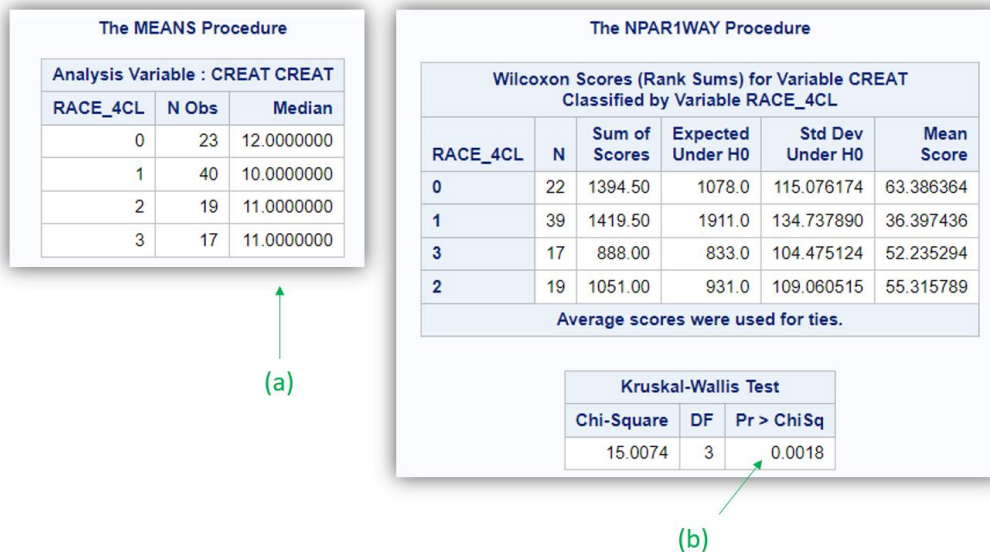 The MEANS Procedure
Analysis Variable : CREAT CREAT
RACE_4CL N Obs Median
0 23 12.0000000
1 40 10.0000000
2 19 11.0000000
3 17 11.0000000
(a)
The NPAR1WAY Procedure
Wilcoxon Scores (Rank Sums) for Variable CREAT
Classified by Variable RACE_4CL
RACE_4CL N Sum of Scores Expected Under H0 Std Dev Under H0 Mean Score
0 22 1394.50 1078.0 115.076174 63.386364
1 39 1419.50 1911.0 134.737890 36.397436
3 17 888.00 833.0 104.475124 52.235294
2 19 1051.00 931.0 109.060515 55.315789
Average scores were used for ties.
Kruskal-Wallis Test
Chi-Square DF Pr > ChiSq
15.0074 3 0.0018
(b)